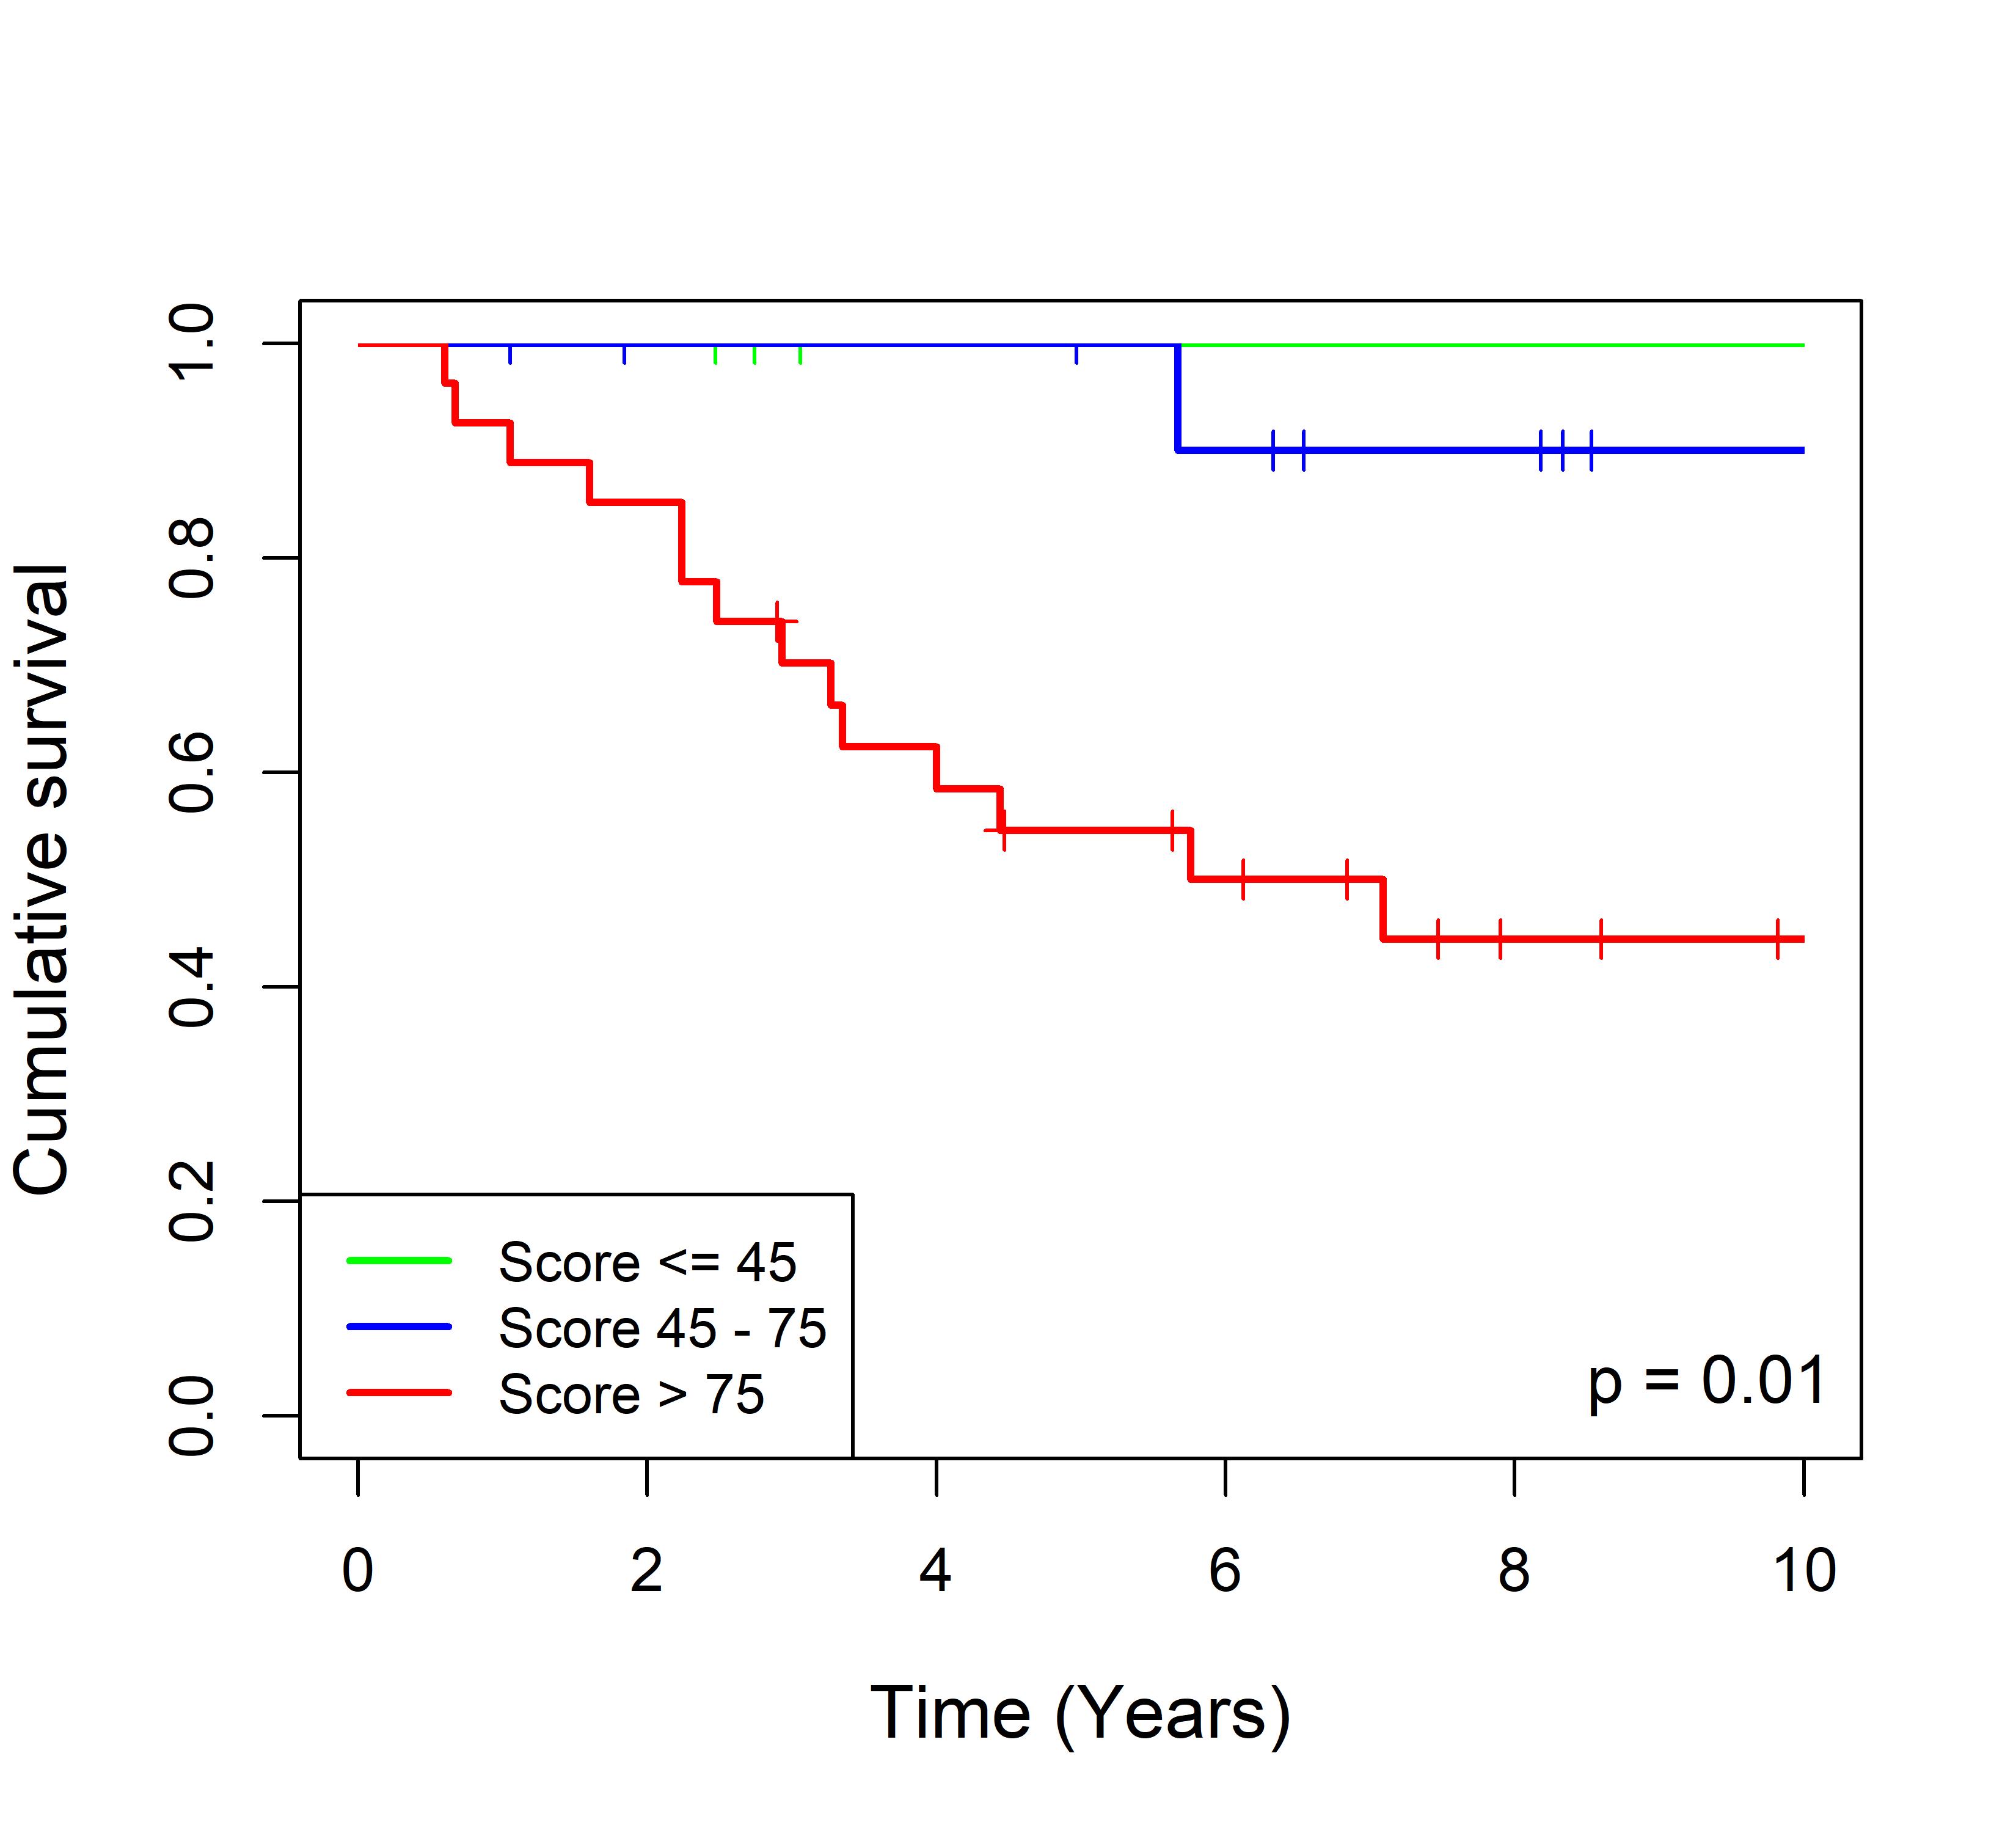 Cumulative survival
1.0
0.8
0.6
0.4
0.2
0.0
Score <= 45
Score 45 - 75
Score > 75
p = 0.01
0 2 4 6 8 10
Time (Years)